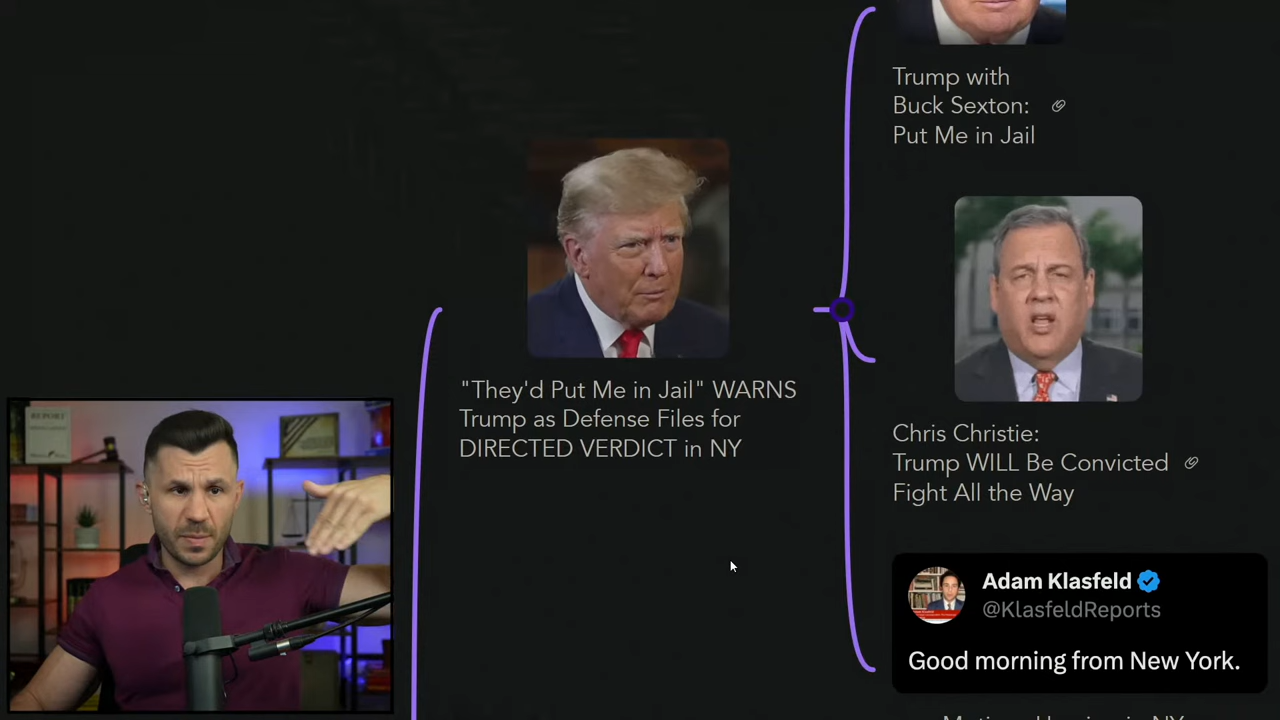 Trump with
Buck Sexton:
Put Me in Jail
"They'd Put Me in Jail" WARNS
Trump as Defense Files for
DIRECTED VERDICT in NY
Chris Christie:
Trump WILL Be Convicted
Fight All the Way
Adam Klasfeld
@KlasfeldReports
Good morning from New York.
REPORT